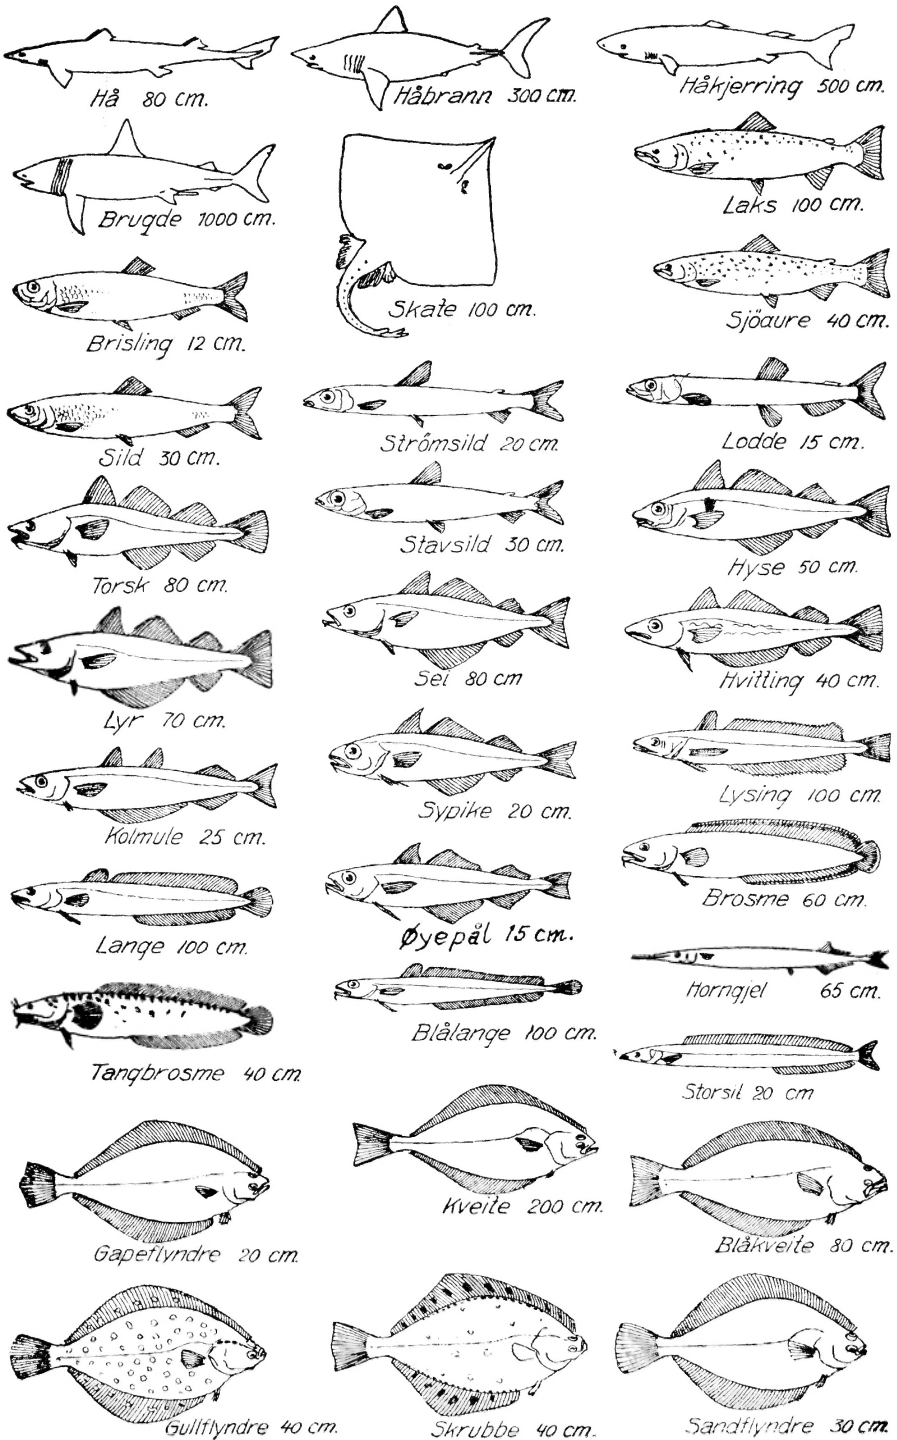 Hå 80 cm.
Håbrann 300 cm.
Håkjerring 500 cm.
Brugde 1000 cm.
Skate 100 cm.
Laks 100 cm.
Brisling 12 cm.
Sjöaure 40 cm.
Sild 30 cm.
Strömsild 20 cm.
Lodde 15 cm.
Torsk 80 cm.
Stavsild 30 cm.
Hyse 50 cm.
Lyr 70 cm.
Sei 80 cm
Hvitting 40 cm.
Kolmule 25 cm.
Sypike 20 cm.
Lysing 100 cm.
Lange 100 cm.
Øyepål 15 cm.
Brosme 60 cm.
Tangbrosme 40 cm.
Blålange 100 cm.
Horngjel 65 cm.
Storsil 20 cm
Gapeflyndre 20 cm.
Kveite 200 cm.
Blåkveite 80 cm.
Gullflyndre 40 cm.
Skrubbe 40 cm.
Sandflyndre 30 cm.